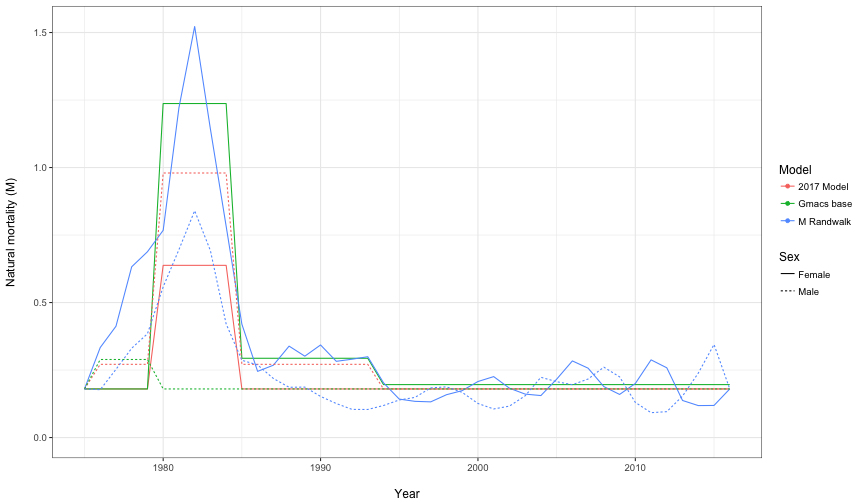 Natural mortality (M)
1.5
1.0
0.5
0.0
1980 1990 2000 2010
Year
Model
2017 Model
Gmacs base
M Randwalk
Sex
Female
Male